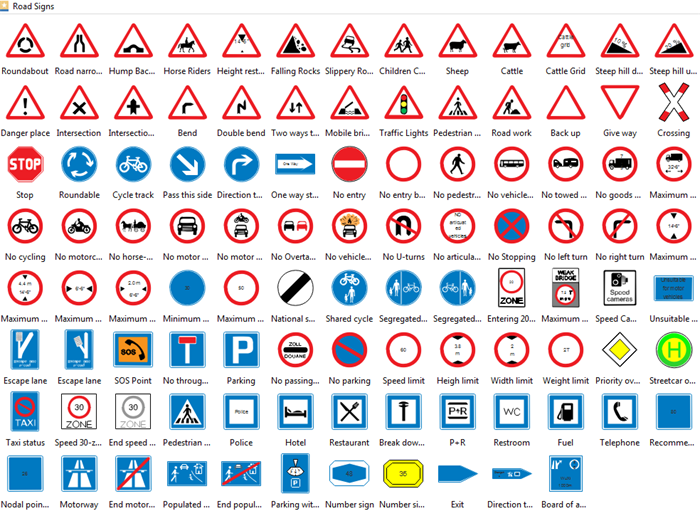 Road Signs
Roundabout Road narro... Hump Bac... Horse Riders Height rest... Falling Rocks Slippery Ro... Children C... Sheep Cattle Cattle Grid Steep hill d... Steep hill u...
Danger place Intersection Intersectio... Bend Double bend Two ways t... Mobile bri... Traffic Lights Pedestrian ... Road work Back up Give way Crossing
STOP
Stop Roundable Cycle track Pass this side Direction t... One way st... No entry No entry b... No pedestr... No vehicle... No towed ... No goods ... Maximum ...
No cycling No motorc... No horse-... No motor ... No motor ... No Overta... No vehicle... No U-turns No articula... No Stopping No left turn No right turn Maximum ...
ZONE WEAK BRIDGE Speed cameras Unsuitable for motor vehicles
Maximum ... Maximum ... Maximum ... Minimum ... Maximum ... National s... Shared cycle Segregated... Segregated... Entering 20... Maximum ... Speed Ca... Unsuitable ...
SOS P ZOLL DOUANE 60 2T H
Escape lane Escape lane SOS Point No throug... Parking No passing... No parking Speed limit Heigh limit Width limit Weight limit Priority ov... Streetcar o...
TAXI 30 ZONE 30 ZONE Police P+R WC
Taxi status Speed 30-z... End speed ... Pedestrian ... Police Hotel Restaurant Break dow... P+R Restroom Fuel Telephone Recomme...
P 35
Nodal poin... Motorway End motor... Populated ... End popul... Parking wit... Number sign Number si... Exit Direction t... Board of a...